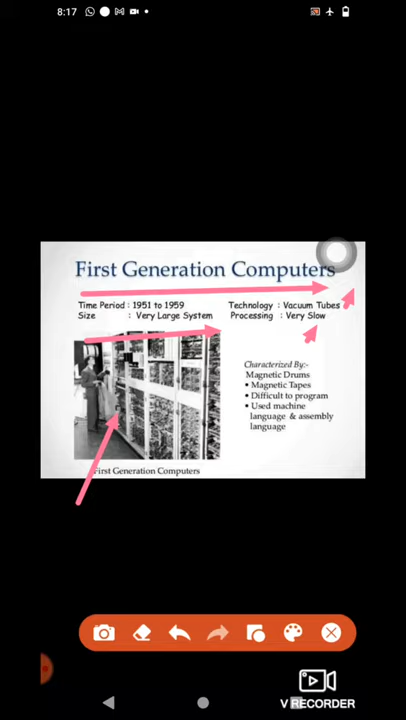 8:17
First Generation Computers
Time Period : 1951 to 1959
Technology : Vacuum Tubes
Size : Very Large System
Processing : Very Slow
Characterized By:-
Magnetic Drums
• Magnetic Tapes
• Difficult to program
• Used machine
language & assembly
language
First Generation Computers
V RECORDER